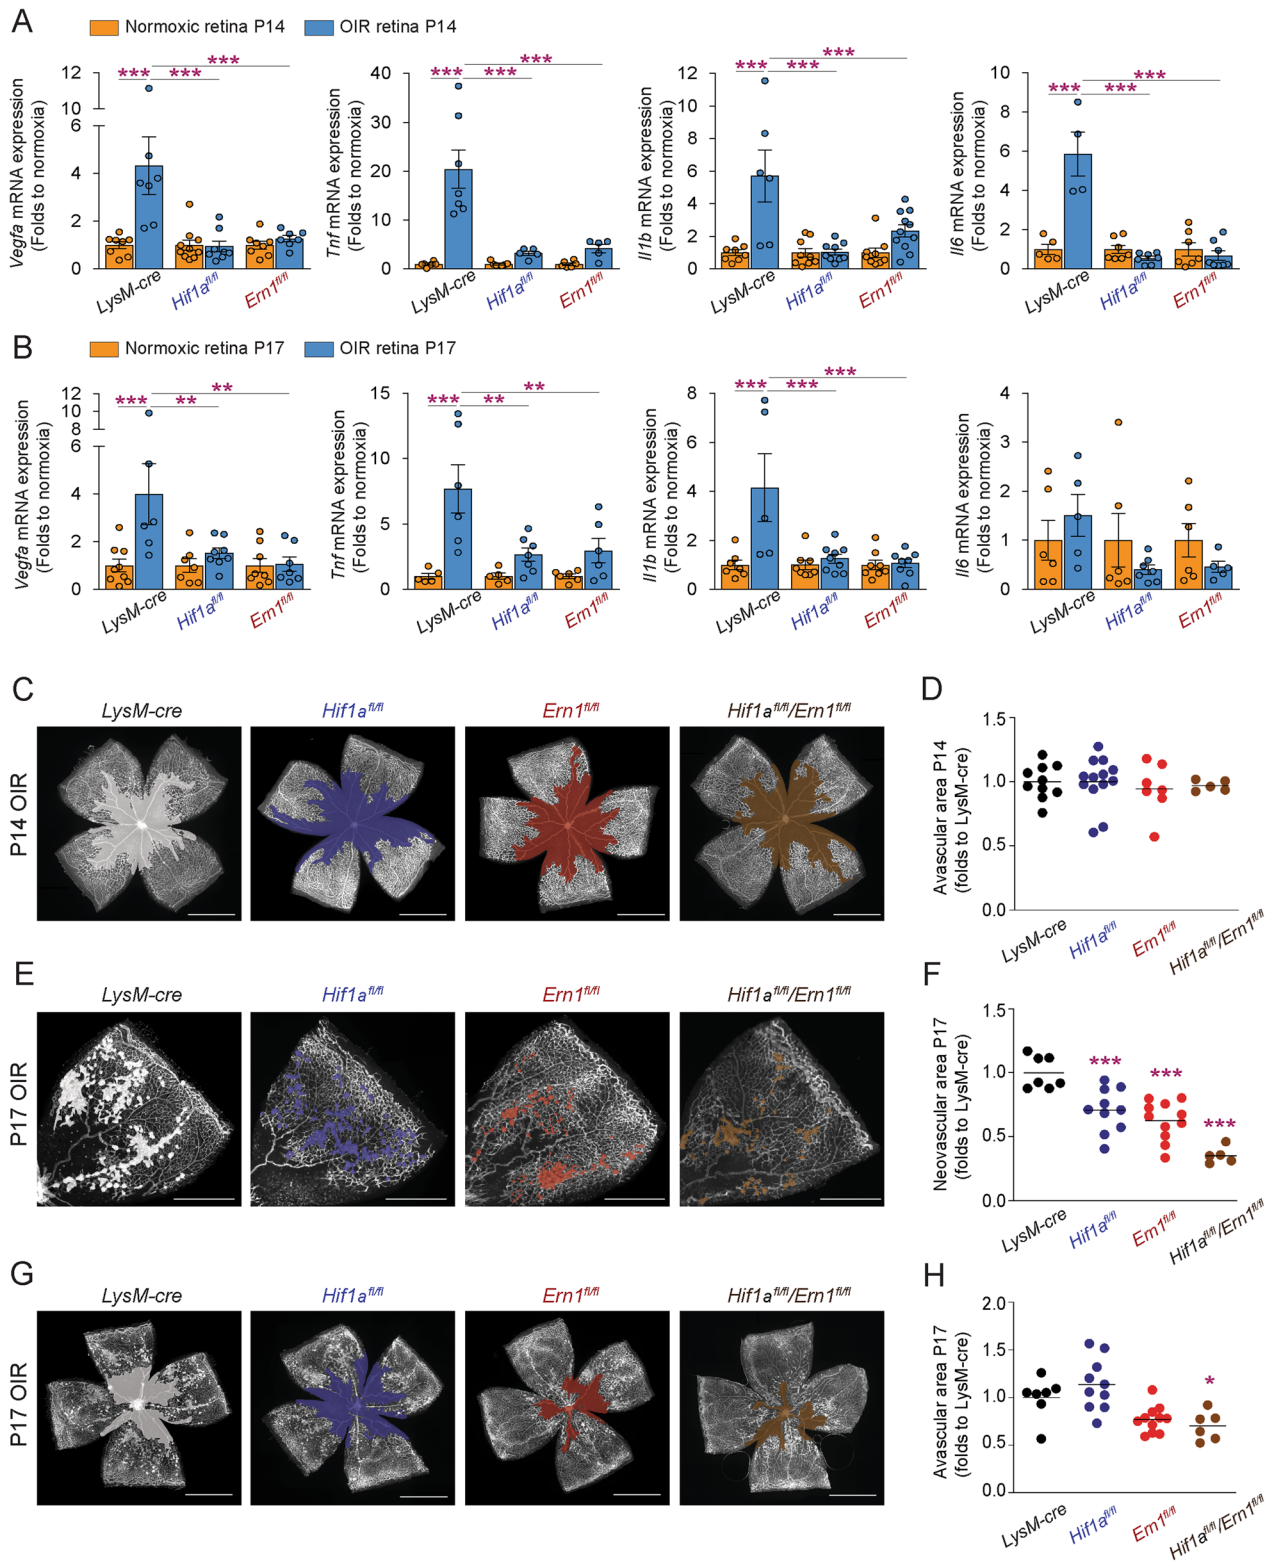 A
Normoxic retina P14
OIR retina P14
Vegfa mRNA expression
(Folds to normoxia)
12
10
6
4
2
0
***
***
***
LysM-cre
Hif1a fl/fl
Ern1 fl/fl
Tnf mRNA expression
(Folds to normoxia)
40
30
20
10
0
***
***
***
LysM-cre
Hif1a fl/fl
Ern1 fl/fl
Il1b mRNA expression
(Folds to normoxia)
12
10
8
6
4
2
0
***
***
***
LysM-cre
Hif1a fl/fl
Ern1 fl/fl
Il6 mRNA expression
(Folds to normoxia)
10
8
6
4
2
0
***
***
***
LysM-cre
Hif1a fl/fl
Ern1 fl/fl
B
Normoxic retina P17
OIR retina P17
Vegfa mRNA expression
(Folds to normoxia)
12
10
8
6
4
2
0
***
**
**
LysM-cre
Hif1a fl/fl
Ern1 fl/fl
Tnf mRNA expression
(Folds to normoxia)
15
10
5
0
***
**
**
LysM-cre
Hif1a fl/fl
Ern1 fl/fl
Il1b mRNA expression
(Folds to normoxia)
8
6
4
2
0
***
***
***
LysM-cre
Hif1a fl/fl
Ern1 fl/fl
Il6 mRNA expression
(Folds to normoxia)
4
3
2
1
0
LysM-cre
Hif1a fl/fl
Ern1 fl/fl
C
LysM-cre
Hif1a fl/fl
Ern1 fl/fl
Hif1a fl/fl/Ern1 fl/fl
P14 OIR
D
Avascular area P14
(folds to LysM-cre)
1.5
1.0
0.5
0.0
LysM-cre
Hif1a fl/fl
Ern1 fl/fl
Hif1a fl/fl/Ern1 fl/fl
E
LysM-cre
Hif1a fl/fl
Ern1 fl/fl
Hif1a fl/fl/Ern1 fl/fl
P17 OIR
F
Neovascular area P17
(folds to LysM-cre)
1.5
1.0
0.5
0.0
***
***
***
LysM-cre
Hif1a fl/fl
Ern1 fl/fl
Hif1a fl/fl/Ern1 fl/fl
G
LysM-cre
Hif1a fl/fl
Ern1 fl/fl
Hif1a fl/fl/Ern1 fl/fl
P17 OIR
H
Avascular area P17
(folds to LysM-cre)
2.0
1.5
1.0
0.5
0.0
*
LysM-cre
Hif1a fl/fl
Ern1 fl/fl
Hif1a fl/fl/Ern1 fl/fl